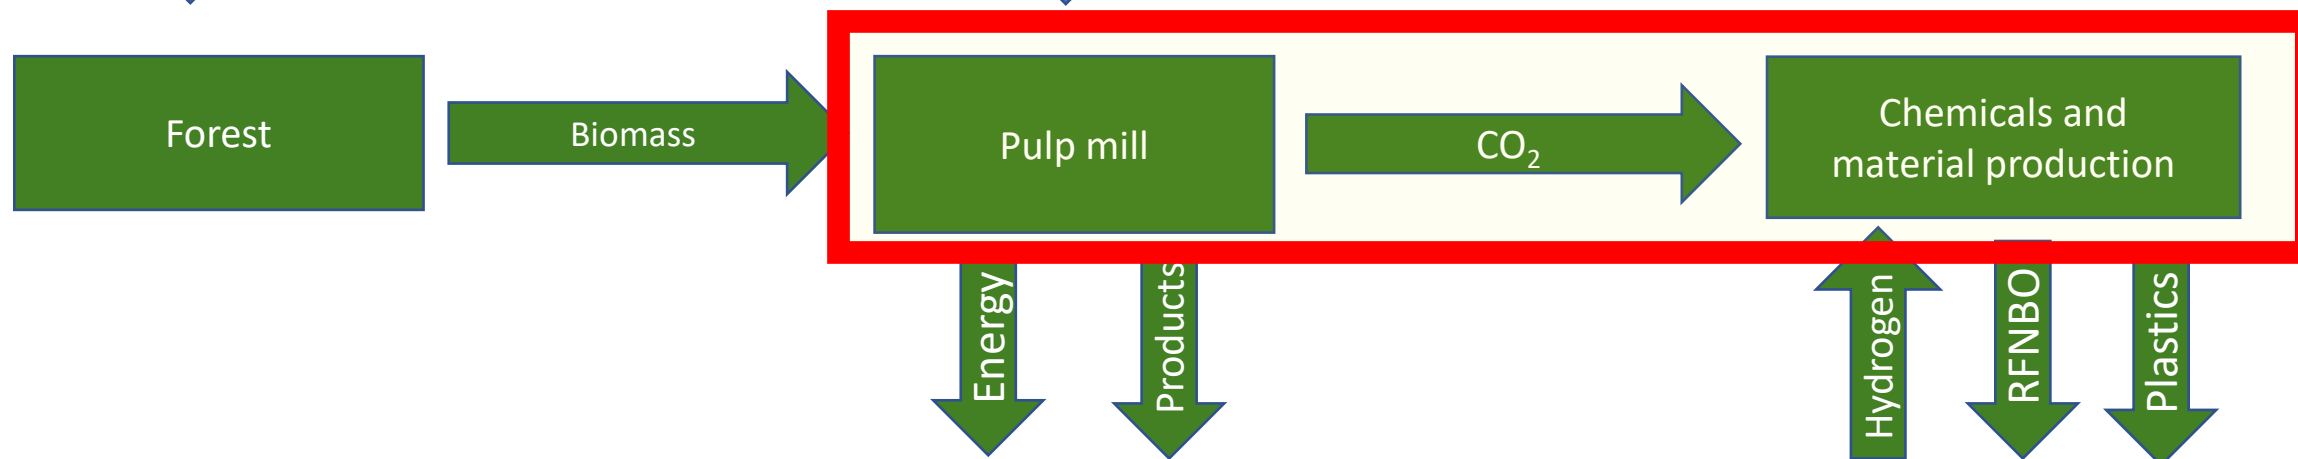 Forest
Biomass
Pulp mill
CO₂
Chemicals and
material production
Energy
Products
Hydrogen
RFNBO
Plastics